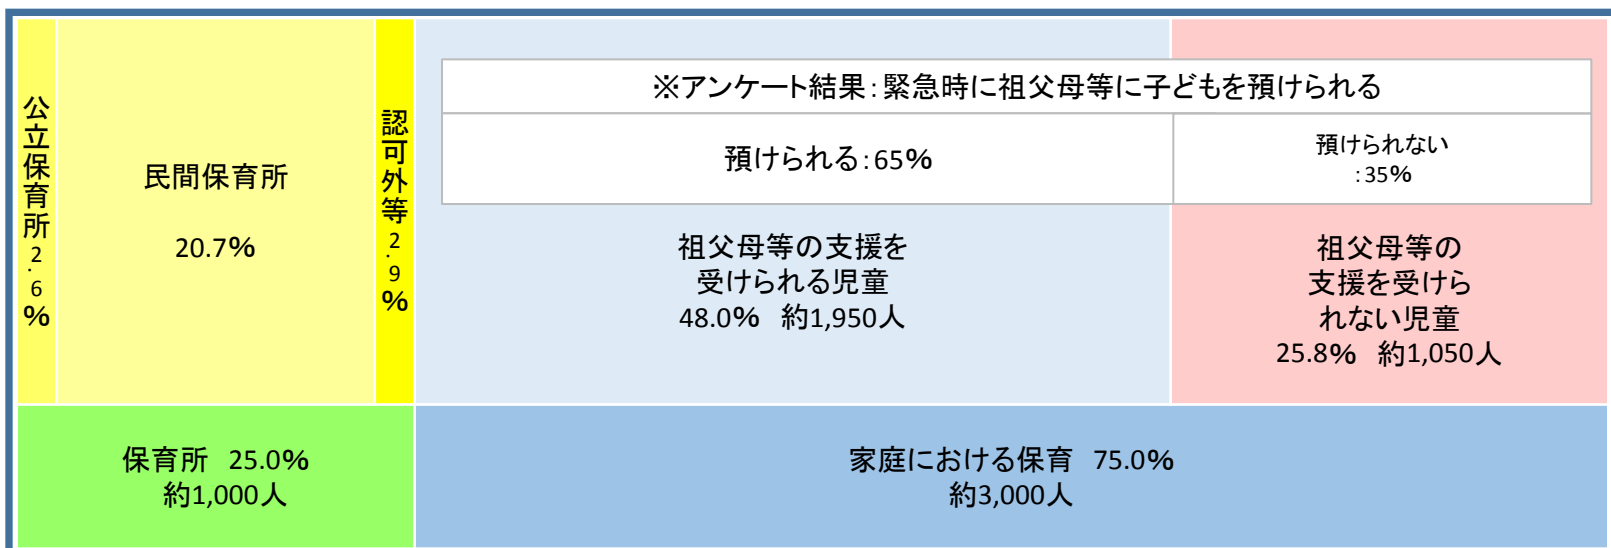 公立保育所2.6%
民間保育所
20.7%
認可外等2.9%
※アンケート結果：緊急時に祖父母等に子どもを預けられる
預けられる：65%
預けられない
：35%
祖父母等の支援を
受けられる児童
48.0%　約1,950人
祖父母等の
支援を受けら
れない児童
25.8%　約1,050人
保育所　25.0%
約1,000人
家庭における保育　75.0%
約3,000人